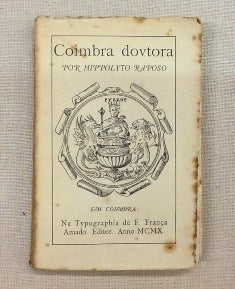 Coimbra dovtora
POR HIPPOLYTO RAPOSO
EM COIMBRA:
Na Typographia de F. França
Amado Editor. Anno MCMX